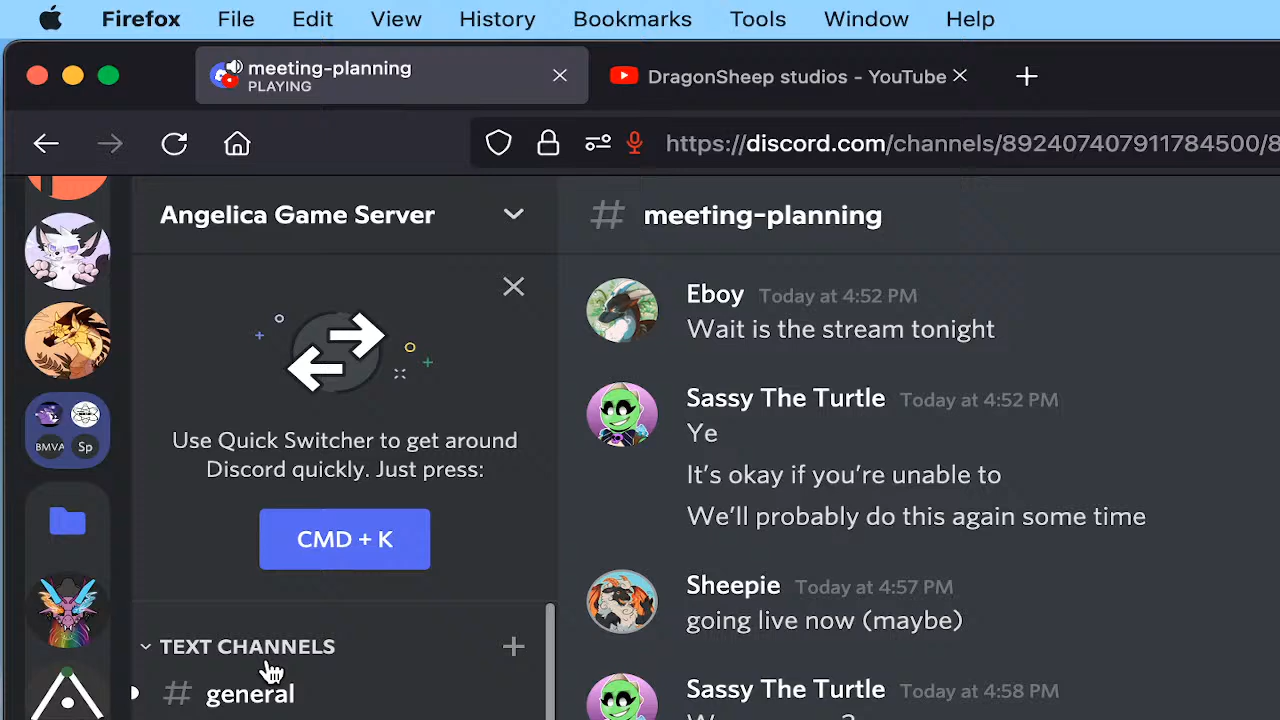 Firefox File Edit View History Bookmarks Tools Window Help
meeting-planning
PLAYING
DragonSheep studios - YouTube
https://discord.com/channels/892407407911784500/8
Angelica Game Server
# meeting-planning
Use Quick Switcher to get around
Discord quickly. Just press:
CMD + K
BMVA Sp
TEXT CHANNELS
# general
Eboy Today at 4:52 PM
Wait is the stream tonight
Sassy The Turtle Today at 4:52 PM
Ye
It's okay if you're unable to
We'll probably do this again some time
Sheepie Today at 4:57 PM
going live now (maybe)
Sassy The Turtle Today at 4:58 PM